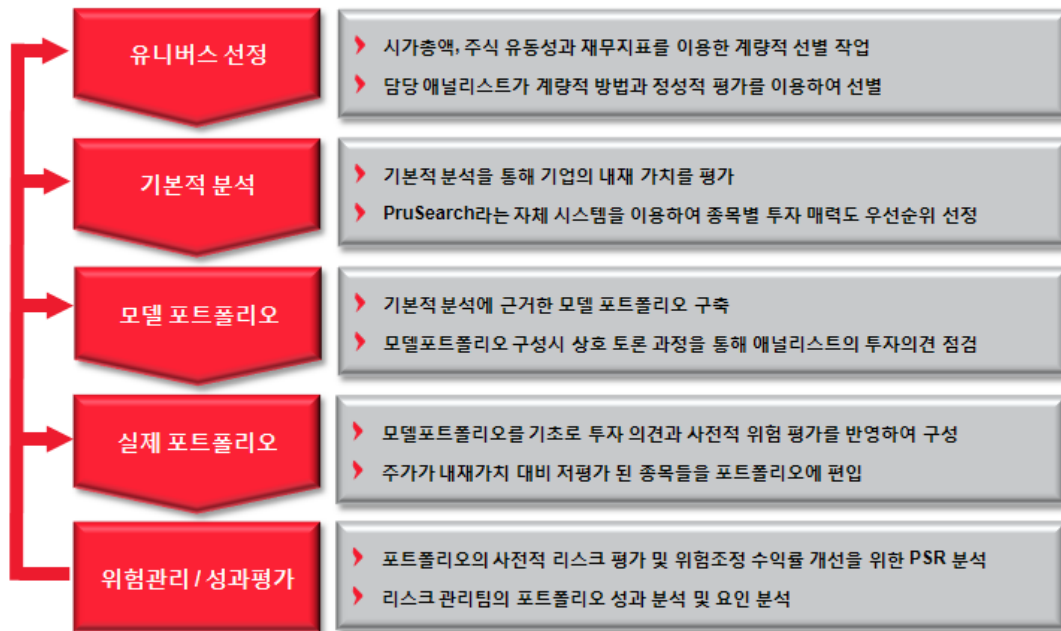 유니버스 선정
시가총액, 주식 유동성과 재무지표를 이용한 계량적 선별 작업
담당 애널리스트가 계량적 방법과 정성적 평가를 이용하여 선별
기본적 분석
기본적 분석을 통해 기업의 내재 가치를 평가
PruSearch라는 자체 시스템을 이용하여 종목별 투자 매력도 우선순위 선정
모델 포트폴리오
기본적 분석에 근거한 모델 포트폴리오 구축
모델포트폴리오 구성시 상호 토론 과정을 통해 애널리스트의 투자의견 점검
실제 포트폴리오
모델포트폴리오를 기초로 투자 의견과 사전적 위험 평가를 반영하여 구성
주가가 내재가치 대비 저평가 된 종목들을 포트폴리오에 편입
위험관리 / 성과평가
포트폴리오의 사전적 리스크 평가 및 위험조정 수익률 개선을 위한 PSR 분석
리스크 관리팀의 포트폴리오 성과 분석 및 요인 분석